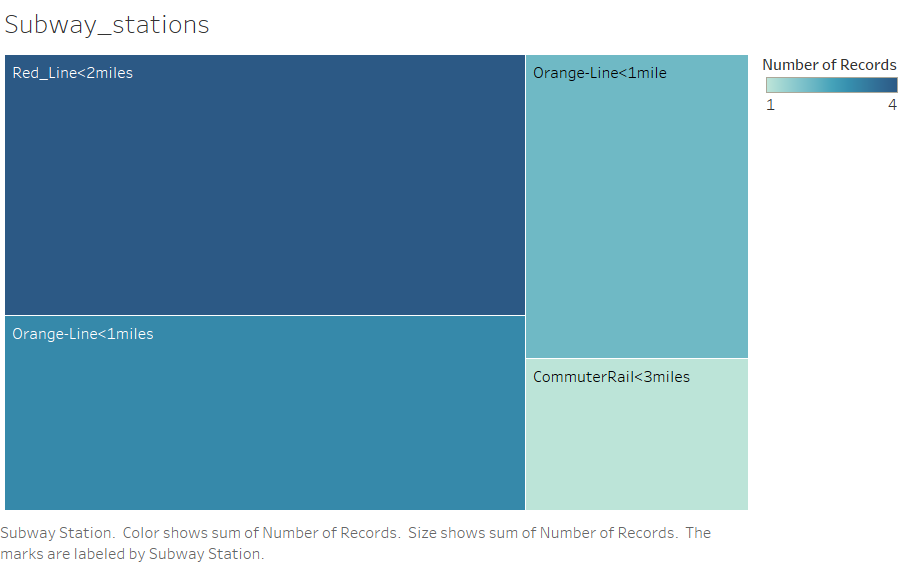 Subway_stations
Red_Line<2miles
Orange-Line<1mile
Number of Records
1 4
Orange-Line<1miles
CommuterRail<3miles
Subway Station. Color shows sum of Number of Records. Size shows sum of Number of Records. The
marks are labeled by Subway Station.